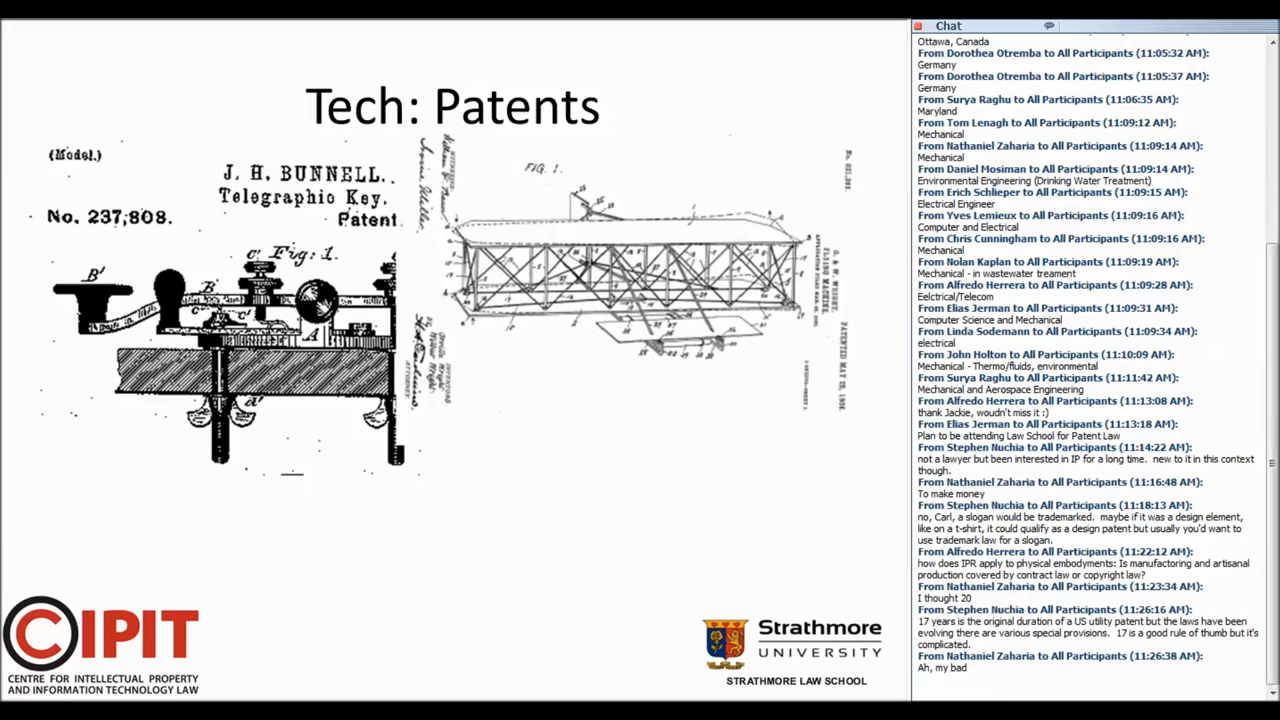 Tech: Patents
(Model.)
J. H. BUNNELL.
Telegraphic Key.
No. 237,808.
Patent
Fig: 1.
C
B'
B
A
FIG. 1.
O. & W. WRIGHT.
FLYING MACHINE.
PATENTED MAY 22, 1906.
CIPIT
CENTRE FOR INTELLECTUAL PROPERTY
AND INFORMATION TECHNOLOGY LAW
Strathmore
UNIVERSITY
STRATHMORE LAW SCHOOL
Chat
Ottawa, Canada
From Dorothea Otremba to All Participants (11:05:32 AM):
Germany
From Dorothea Otremba to All Participants (11:05:37 AM):
Germany
From Surya Raghu to All Participants (11:06:35 AM):
Maryland
From Tom Lenagh to All Participants (11:09:12 AM):
Mechanical
From Nathaniel Zaharia to All Participants (11:09:14 AM):
Mechanical
From Daniel Mosiman to All Participants (11:09:14 AM):
Environmental Engineering (Drinking Water Treatment)
From Erich Schlieper to All Participants (11:09:15 AM):
Electrical Engineer
From Yves Lemieux to All Participants (11:09:16 AM):
Computer and Electrical
From Chris Cunningham to All Participants (11:09:16 AM):
Mechanical
From Nolan Kaplan to All Participants (11:09:19 AM):
Mechanical - in wastewater treament
From Alfredo Herrera to All Participants (11:09:28 AM):
Elctrical/Telecom
From Elias Jerman to All Participants (11:09:31 AM):
Computer Science and Mechanical
From Linda Sodemann to All Participants (11:09:34 AM):
electrical
From John Holton to All Participants (11:10:09 AM):
Mechanical - Thermo/fluids, environmental
From Surya Raghu to All Participants (11:11:42 AM):
Mechanical and Aerospace Engineering
From Alfredo Herrera to All Participants (11:13:08 AM):
thank Jackie, woudn't miss it :)
From Elias Jerman to All Participants (11:13:18 AM):
Plan to be attending Law School for Patent Law
From Stephen Nuchia to All Participants (11:14:22 AM):
not a lawyer but been interested in IP for a long time. new to it in this context
though.
From Nathaniel Zaharia to All Participants (11:16:48 AM):
To make money
From Stephen Nuchia to All Participants (11:18:13 AM):
no, Carl, a slogan would be trademarked. maybe if it was a design element,
like on a t-shirt, it could qualify as a design patent but usually you'd want to
use trademark law for a slogan.
From Alfredo Herrera to All Participants (11:22:12 AM):
how does IPR apply to physical embodyments: Is manufactoring and artisanal
production covered by contract law or copyright law?
From Nathaniel Zaharia to All Participants (11:23:34 AM):
I thought 20
From Stephen Nuchia to All Participants (11:26:16 AM):
17 years is the original duration of a US utility patent but the laws have been
evolving there are various special provisions. 17 is a good rule of thumb but it's
complicated.
From Nathaniel Zaharia to All Participants (11:26:38 AM):
Ah, my bad